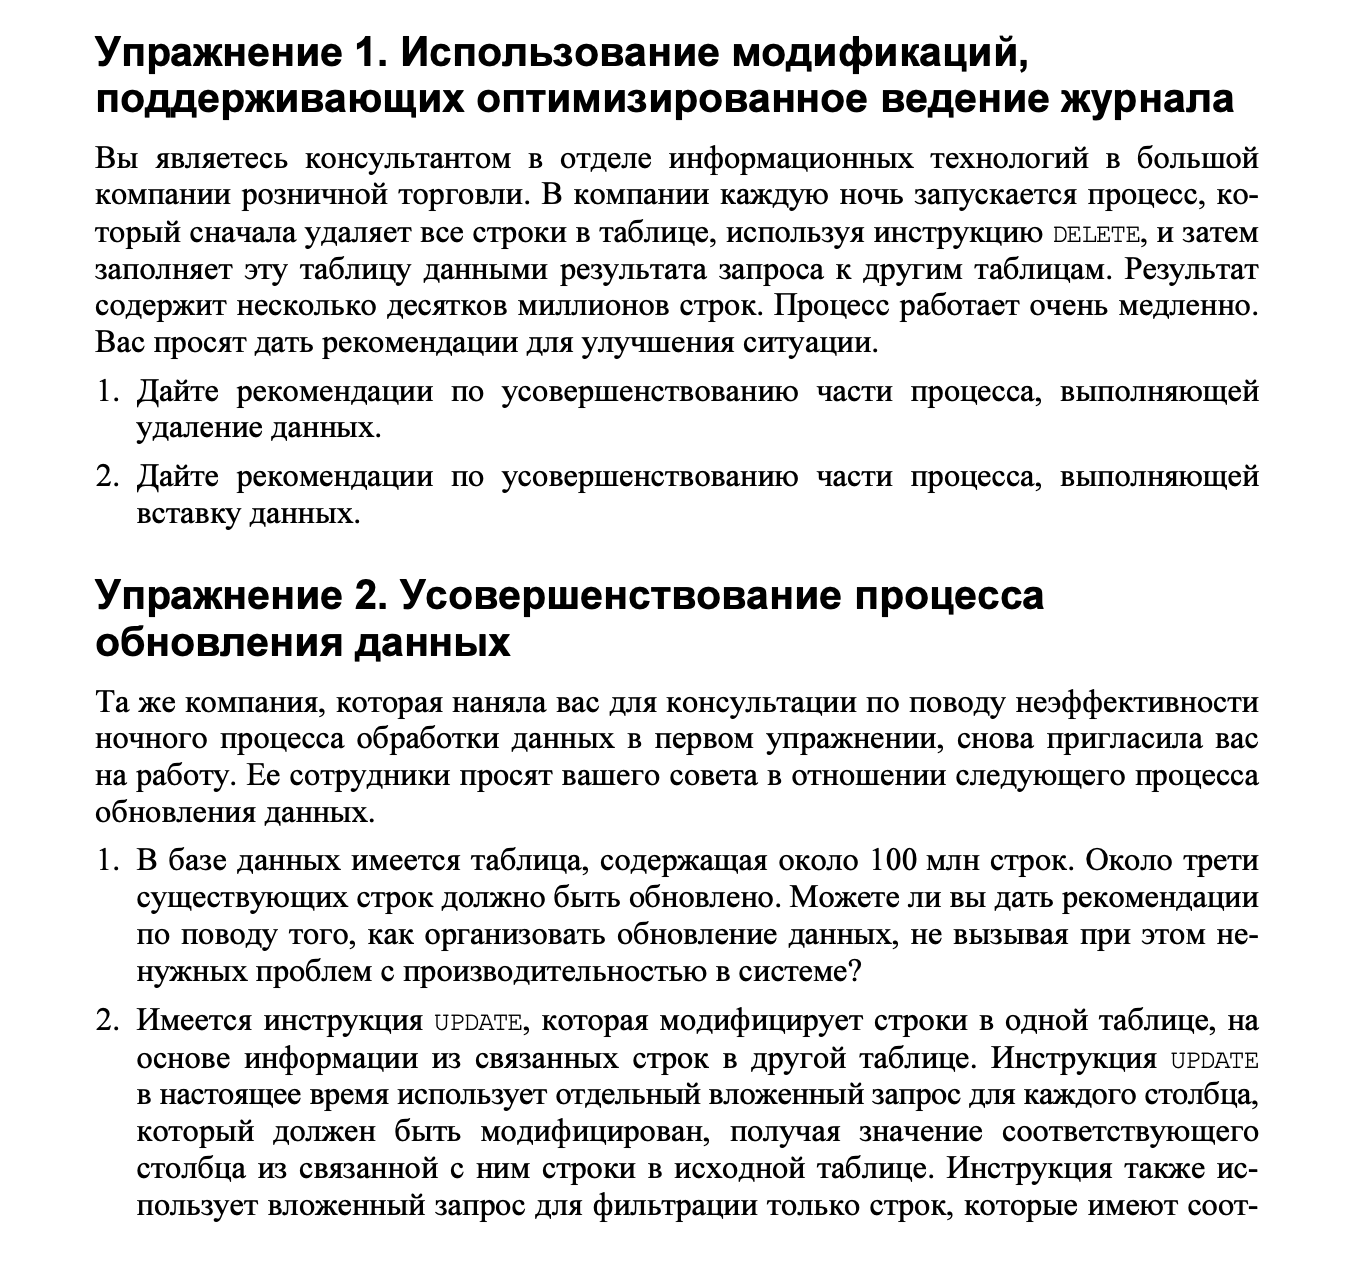 Упражнение 1. Использование модификаций,
поддерживающих оптимизированное ведение журнала
Вы являетесь консультантом в отделе информационных технологий в большой
компании розничной торговли. В компании каждую ночь запускается процесс, ко-
торый сначала удаляет все строки в таблице, используя инструкцию DELETE, и затем
заполняет эту таблицу данными результата запроса к другим таблицам. Результат
содержит несколько десятков миллионов строк. Процесс работает очень медленно.
Вас просят дать рекомендации для улучшения ситуации.
1. Дайте рекомендации по усовершенствованию части процесса, выполняющей
удаление данных.
2. Дайте рекомендации по усовершенствованию части процесса, выполняющей
вставку данных.
Упражнение 2. Усовершенствование процесса
обновления данных
Та же компания, которая наняла вас для консультации по поводу неэффективности
ночного процесса обработки данных в первом упражнении, снова пригласила вас
на работу. Ее сотрудники просят вашего совета в отношении следующего процесса
обновления данных.
1. В базе данных имеется таблица, содержащая около 100 млн строк. Около трети
существующих строк должно быть обновлено. Можете ли вы дать рекомендации
по поводу того, как организовать обновление данных, не вызывая при этом не-
нужных проблем с производительностью в системе?
2. Имеется инструкция UPDATE, которая модифицирует строки в одной таблице, на
основе информации из связанных строк в другой таблице. Инструкция UPDATE
в настоящее время использует отдельный вложенный запрос для каждого столбца,
который должен быть модифицирован, получая значение соответствующего
столбца из связанной с ним строки в исходной таблице. Инструкция также ис-
пользует вложенный запрос для фильтрации только строк, которые имеют соот-